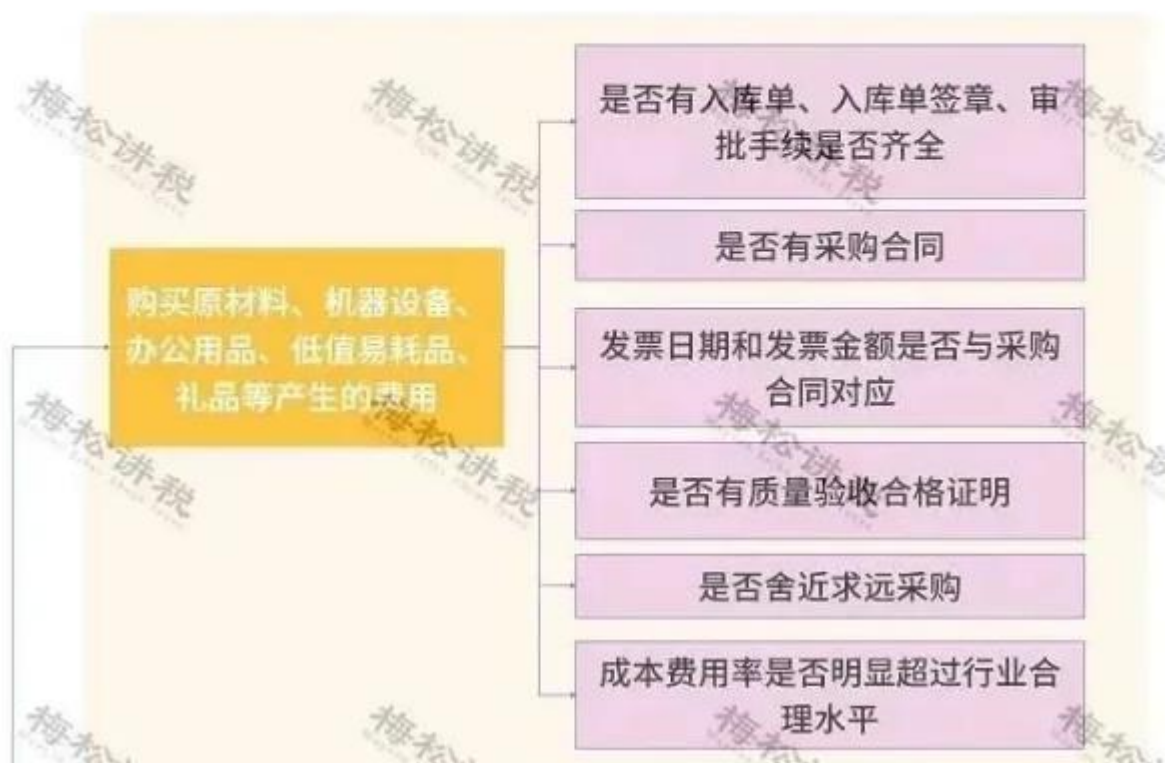 是否有入库单、入库单签章、审
批手续是否齐全
是否有采购合同
购买原材料、机器设备、
办公用品、低值易耗品、
礼品等产生的费用
发票日期和发票金额是否与采购
合同对应
是否有质量验收合格证明
是否舍近求远采购
成本费用率是否明显超过行业合
理水平
梅松讲税